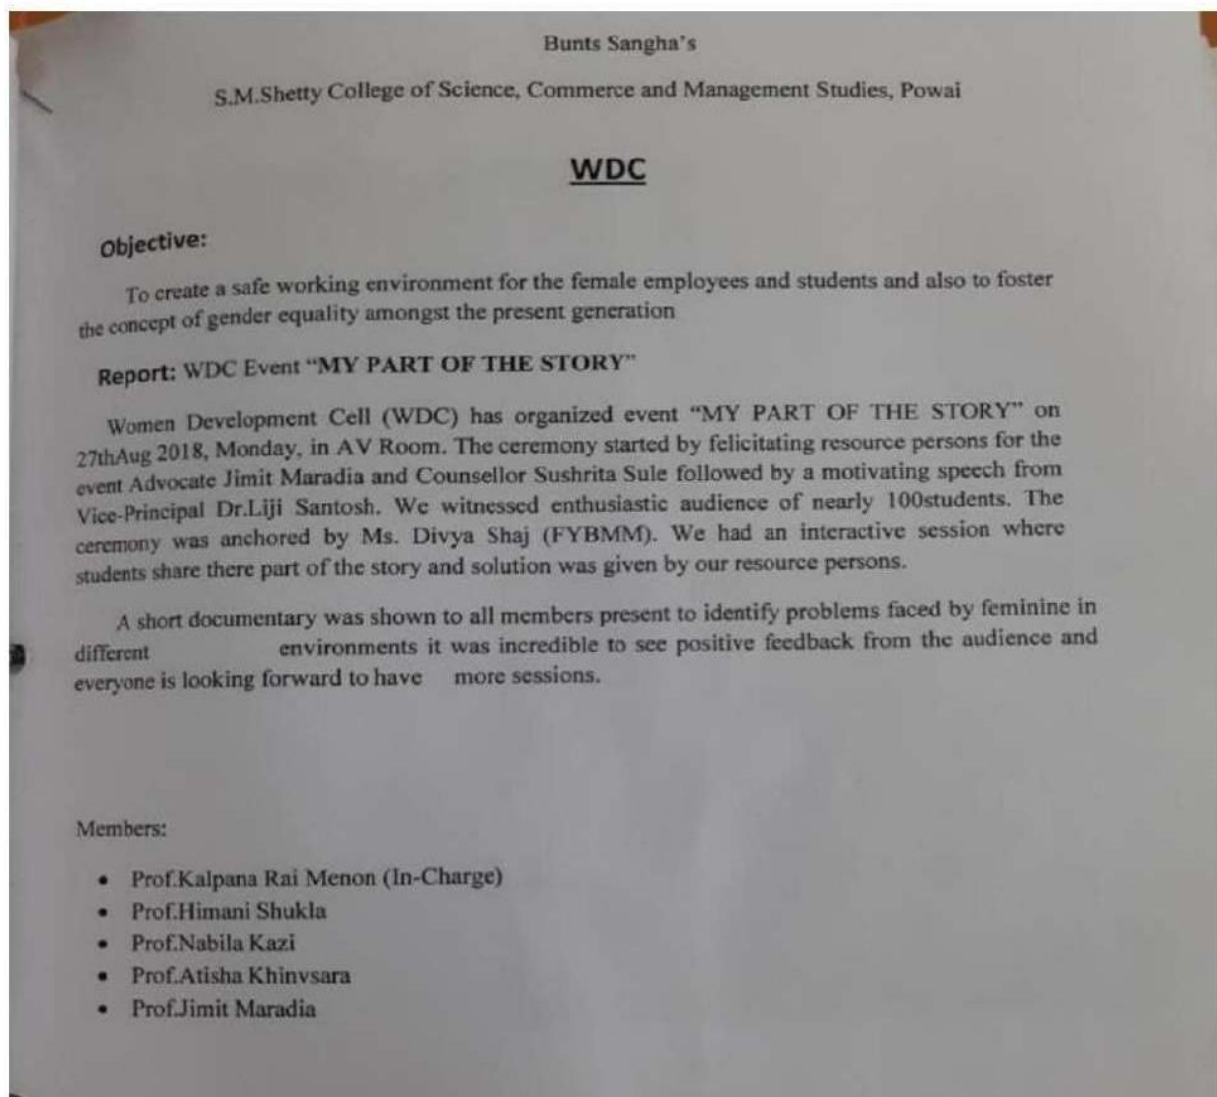 Bunts Sangha's
S.M.Shetty College of Science, Commerce and Management Studies, Powai
WDC
Objective:
To create a safe working environment for the female employees and students and also to foster
the concept of gender equality amongst the present generation
Report: WDC Event “MY PART OF THE STORY”
Women Development Cell (WDC) has organized event “MY PART OF THE STORY” on
27thAug 2018, Monday, in AV Room. The ceremony started by felicitating resource persons for the
event Advocate Jimit Maradia and Counsellor Sushrita Sule followed by a motivating speech from
Vice-Principal Dr.Liji Santosh. We witnessed enthusiastic audience of nearly 100students. The
ceremony was anchored by Ms. Divya Shaj (FYBMM). We had an interactive session where
students share there part of the story and solution was given by our resource persons.
A short documentary was shown to all members present to identify problems faced by feminine in
different environments it was incredible to see positive feedback from the audience and
everyone is looking forward to have more sessions.
Members:
• Prof.Kalpana Rai Menon (In-Charge)
• Prof.Himani Shukla
• Prof.Nabila Kazi
• Prof.Atisha Khinvsara
• Prof.Jimit Maradia